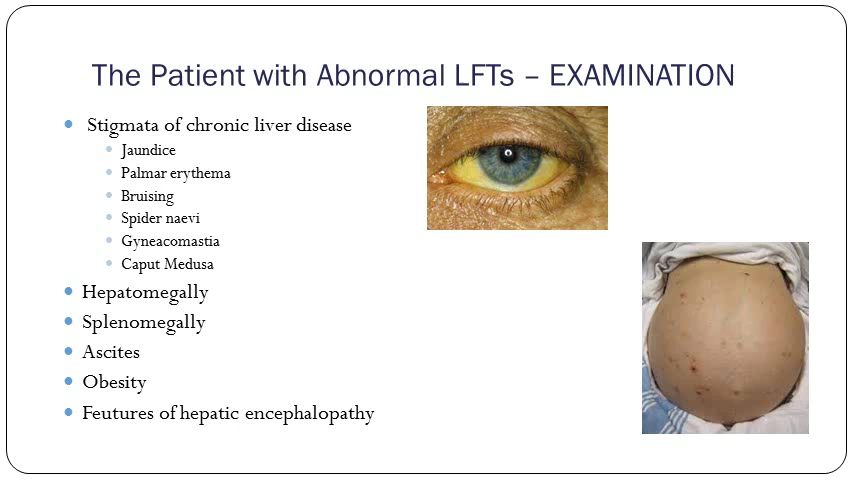 The Patient with Abnormal LFTs – EXAMINATION
Stigmata of chronic liver disease
Jaundice
Palmar erythema
Bruising
Spider naevi
Gyneacomastia
Caput Medusa
Hepatomegally
Splenomegally
Ascites
Obesity
Feutures of hepatic encephalopathy